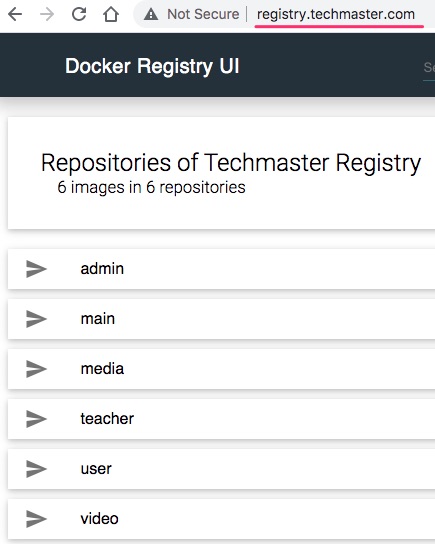 Not Secure | registry.techmaster.com
Docker Registry UI
Se
Repositories of Techmaster Registry
6 images in 6 repositories
admin
main
media
teacher
user
video